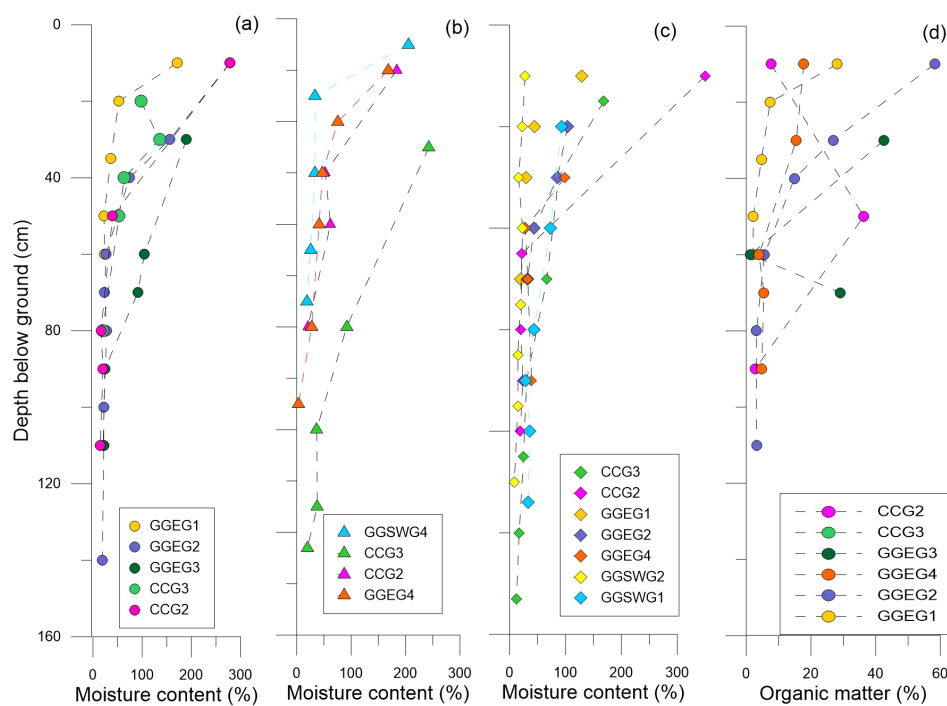 (a)
(b)
(c)
(d)
Depth below ground (cm)
0
40
80
120
160
GGEG1
GGEG2
GGEG3
CCG3
CCG2
0 100 200 300
Moisture content (%)
GGSWG4
CCG3
CCG2
GGEG4
0 100 200 300
Moisture content (%)
CCG3
CCG2
GGEG1
GGEG2
GGEG4
GGSWG2
GGSWG1
0 100 200 300
Moisture content (%)
CCG2
CCG3
GGEG3
GGEG4
GGEG2
GGEG1
0 20 40 60
Organic matter (%)